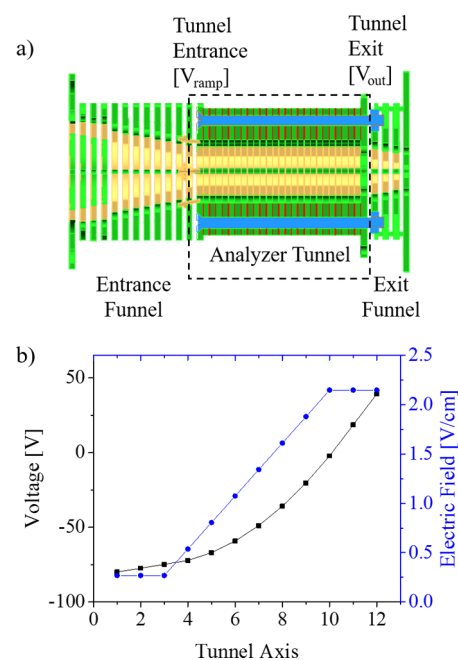 a)
Tunnel
Entrance
[Vramp]
Tunnel
Exit
[Vout]
Analyzer Tunnel
Entrance
Funnel
Exit
Funnel
b)
50
0
-50
-100
Voltage [V]
2.5
2.0
1.5
1.0
0.5
0.0
Electric Field [V/cm]
0 2 4 6 8 10 12
Tunnel Axis